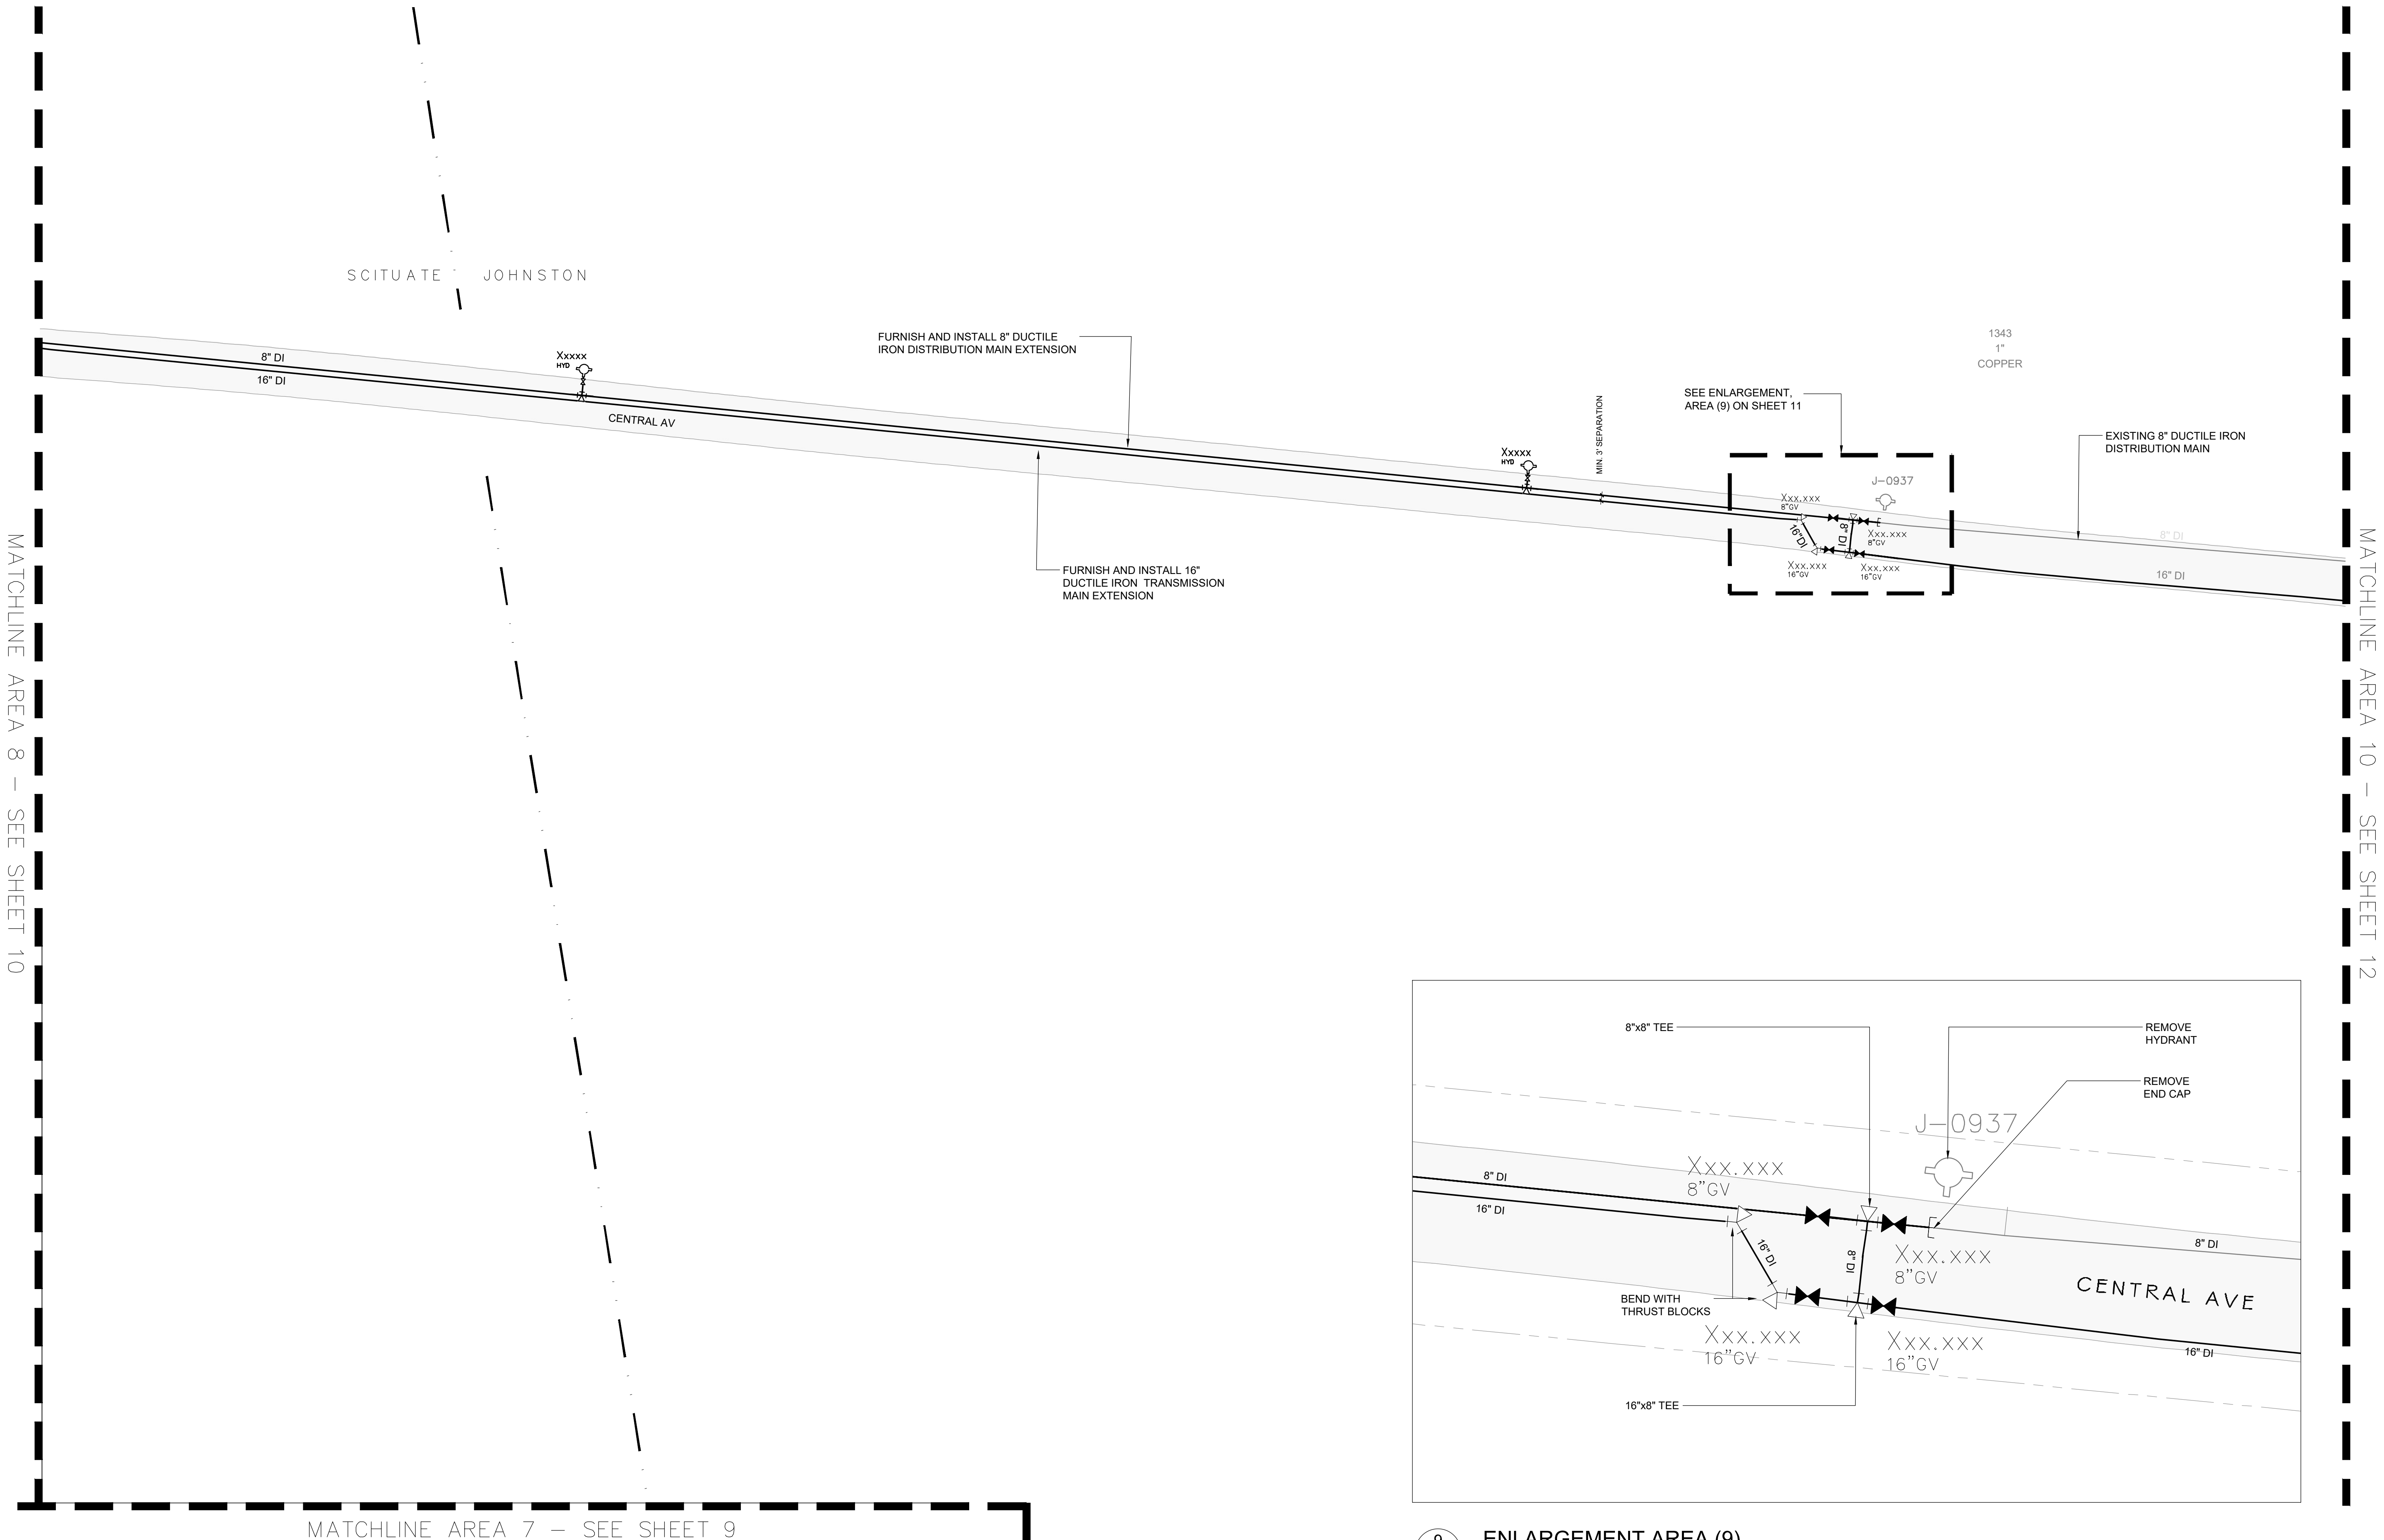 SCITUATE JOHNSTON
8" DI
16" DI
Xxxxx
HYD
CENTRAL AV
FURNISH AND INSTALL 8" DUCTILE
IRON DISTRIBUTION MAIN EXTENSION
FURNISH AND INSTALL 16"
DUCTILE IRON TRANSMISSION
MAIN EXTENSION
Xxxxx
HYD
MIN. 3' SEPARATION
SEE ENLARGEMENT,
AREA (9) ON SHEET 11
1343
1"
COPPER
EXISTING 8" DUCTILE IRON
DISTRIBUTION MAIN
J-0937
Xxx.xxx
8"GV
16"DI
8" DI
Xxx.xxx
8"GV
Xxx.xxx
16"GV
Xxx.xxx
16"GV
8" DI
16" DI
MATCHLINE AREA 8 - SEE SHEET 10
MATCHLINE AREA 10 - SEE SHEET 12
8"x8" TEE
REMOVE
HYDRANT
REMOVE
END CAP
J-0937
Xxx.xxx
8"GV
8" DI
16" DI
16" DI
8" DI
Xxx.xxx
8"GV
8" DI
CENTRAL AVE
BEND WITH
THRUST BLOCKS
Xxx.xxx
16"GV
Xxx.xxx
16"GV
16" DI
16"x8" TEE
MATCHLINE AREA 7 - SEE SHEET 9
9
ENLARGEMENT AREA (9)